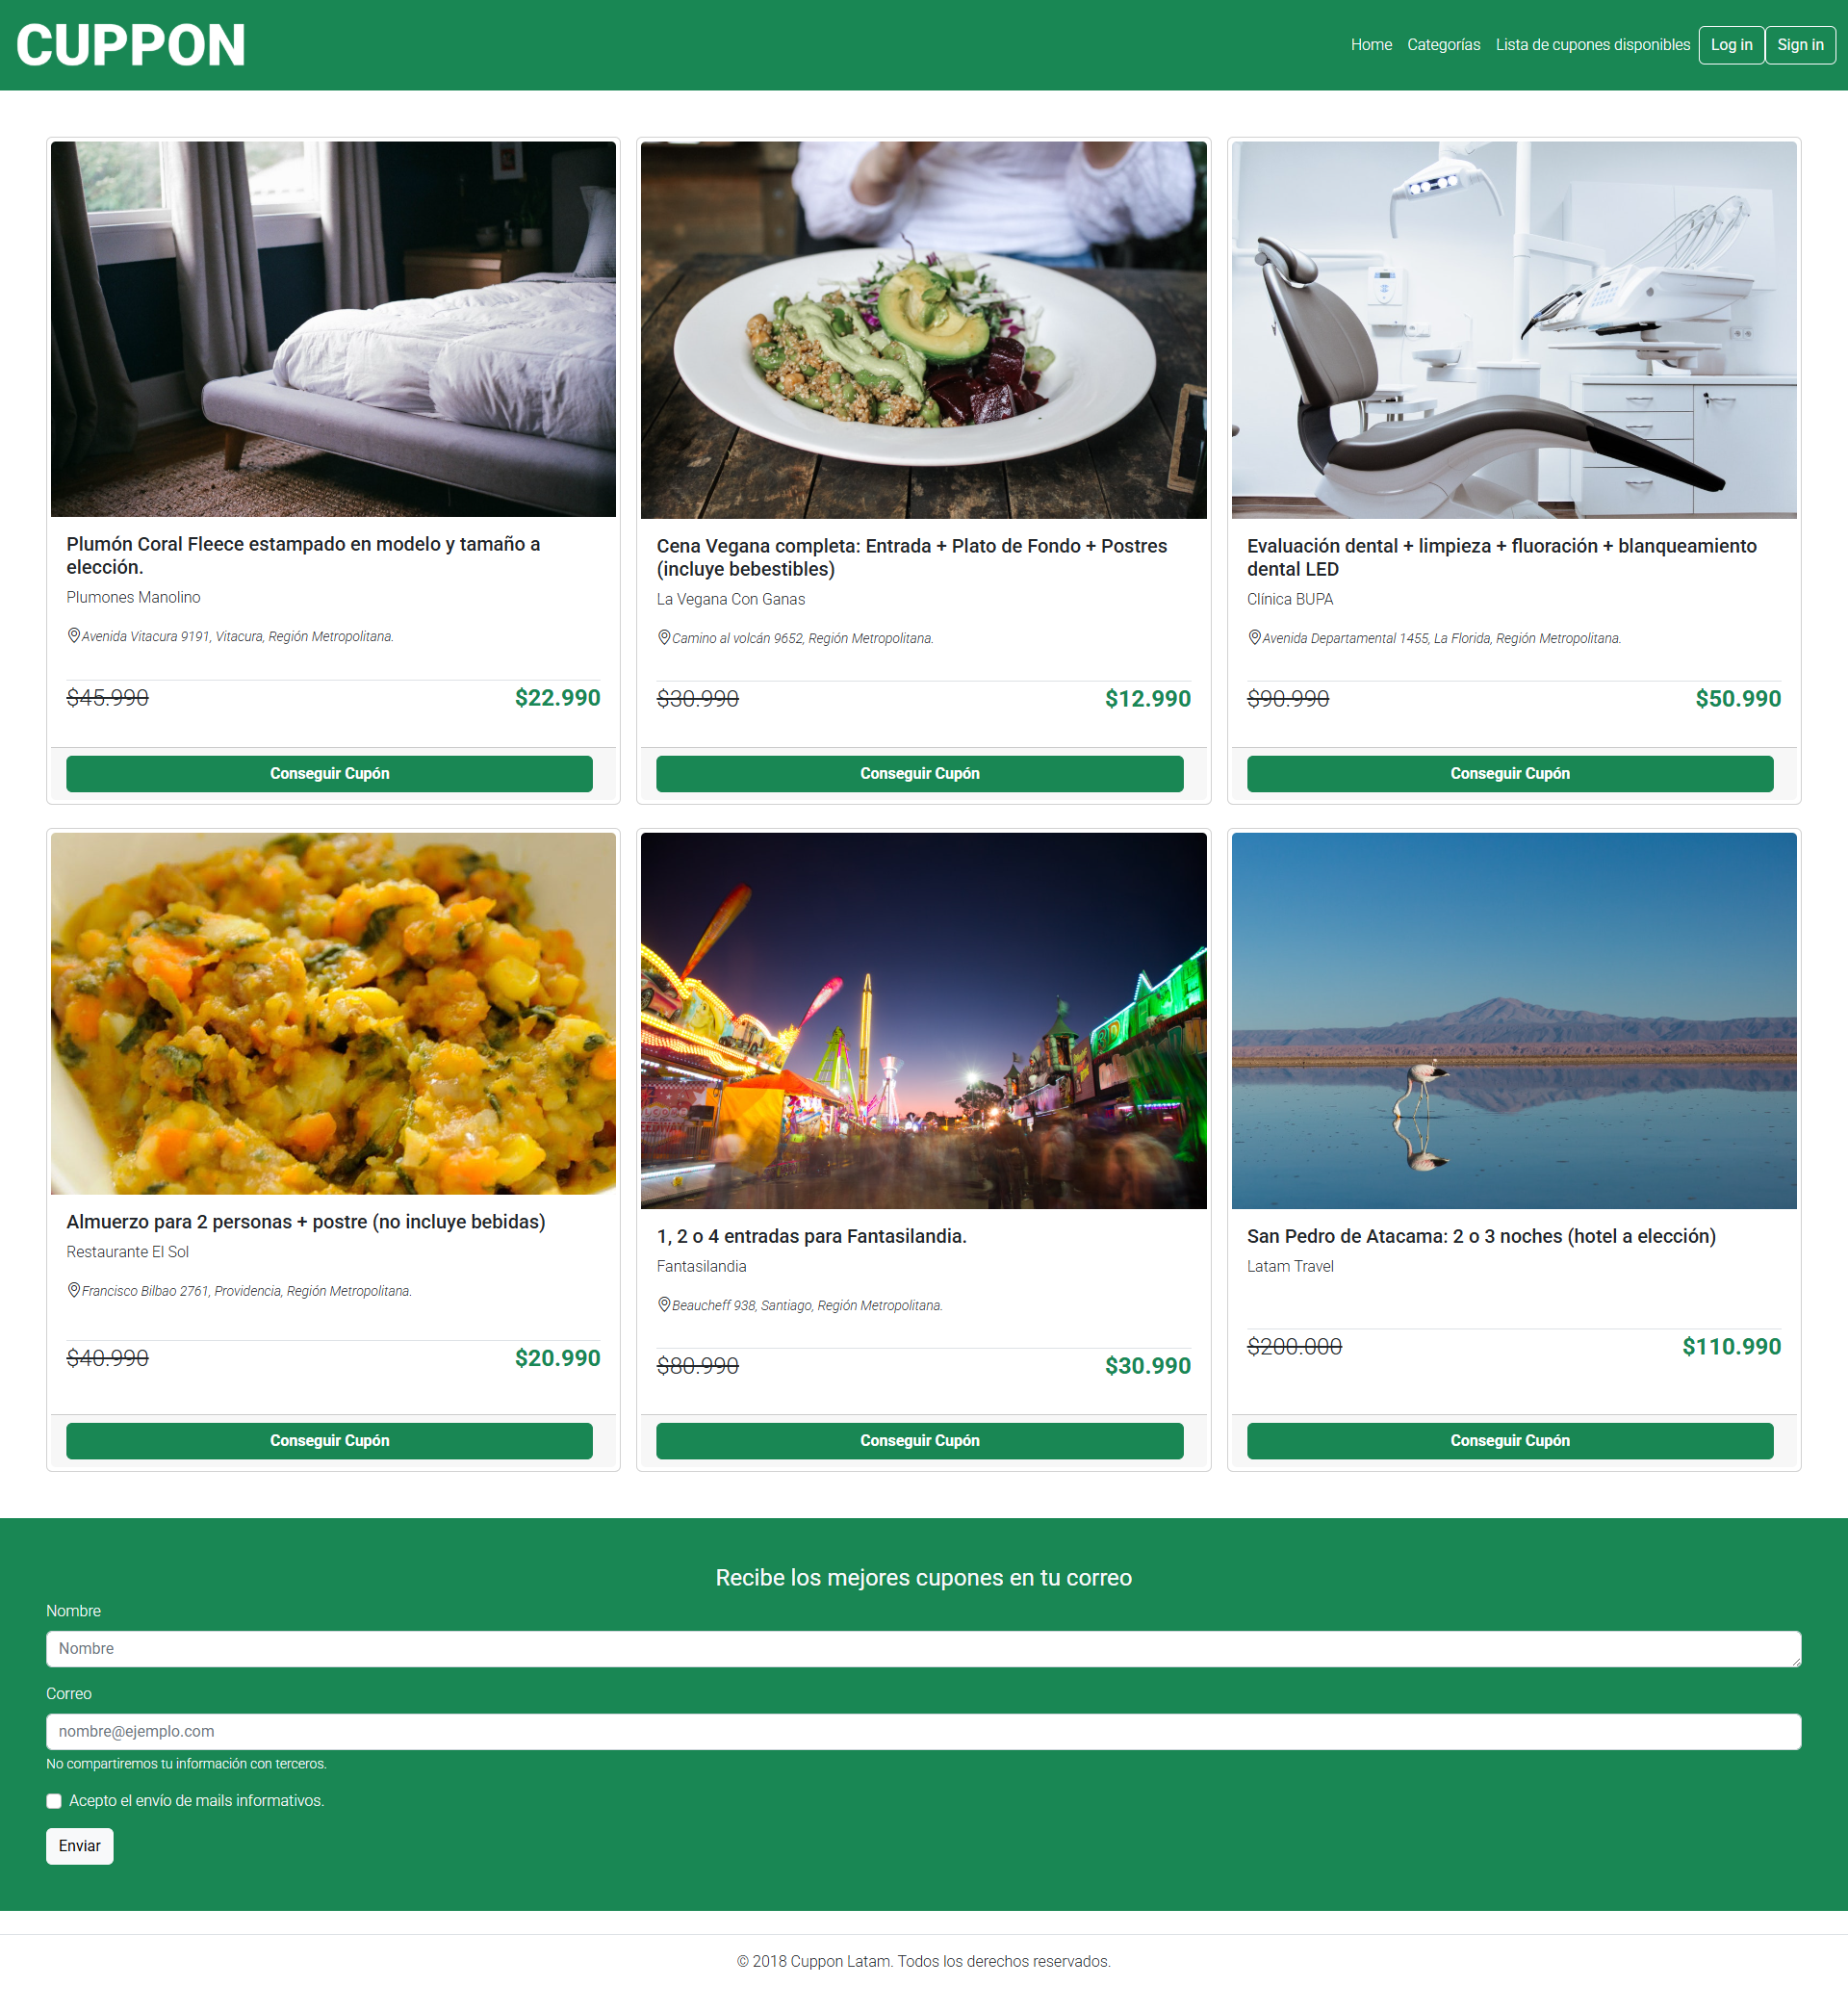 CUPPON
Home Categorías Lista de cupones disponibles Log in Sign in
Plumón Coral Fleece estampado en modelo y tamaño a
elección.
Plumones Manolino
Avenida Vitacura 9191, Vitacura, Región Metropolitana.
$45.990 $22.990
Conseguir Cupón
Cena Vegana completa: Entrada + Plato de Fondo + Postres
(incluye bebestibles)
La Vegana Con Ganas
Camino al volcán 9652, Región Metropolitana.
$30.990 $12.990
Conseguir Cupón
Evaluación dental + limpieza + fluoración + blanqueamiento
dental LED
Clínica BUPA
Avenida Departamental 1455, La Florida, Región Metropolitana.
$90.990 $50.990
Conseguir Cupón
Almuerzo para 2 personas + postre (no incluye bebidas)
Restaurante El Sol
Francisco Bilbao 2761, Providencia, Región Metropolitana.
$40.990 $20.990
Conseguir Cupón
1, 2 o 4 entradas para Fantasilandia.
Fantasilandia
Beaucheff 938, Santiago, Región Metropolitana.
$80.990 $30.990
Conseguir Cupón
San Pedro de Atacama: 2 o 3 noches (hotel a elección)
Latam Travel
$200.000 $110.990
Conseguir Cupón
Recibe los mejores cupones en tu correo
Nombre
Nombre
Correo
nombre@ejemplo.com
No compartiremos tu información con terceros.
Acepto el envío de mails informativos.
Enviar
© 2018 Cuppon Latam. Todos los derechos reservados.